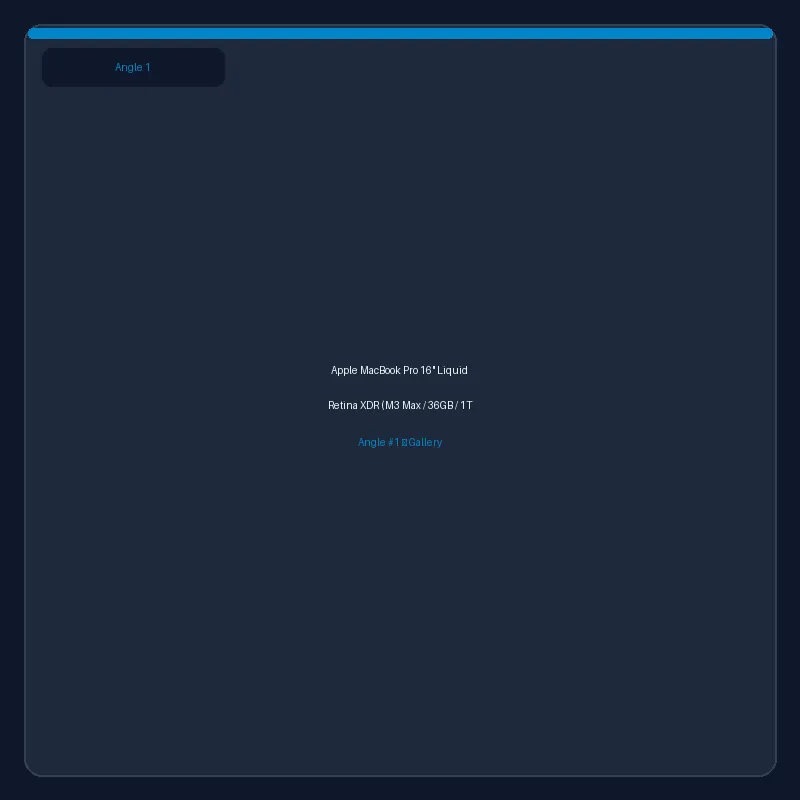 Angle 1
Apple MacBook Pro 16" Liquid
Retina XDR (M3 Max / 36GB / 1T
Angle #1 Gallery